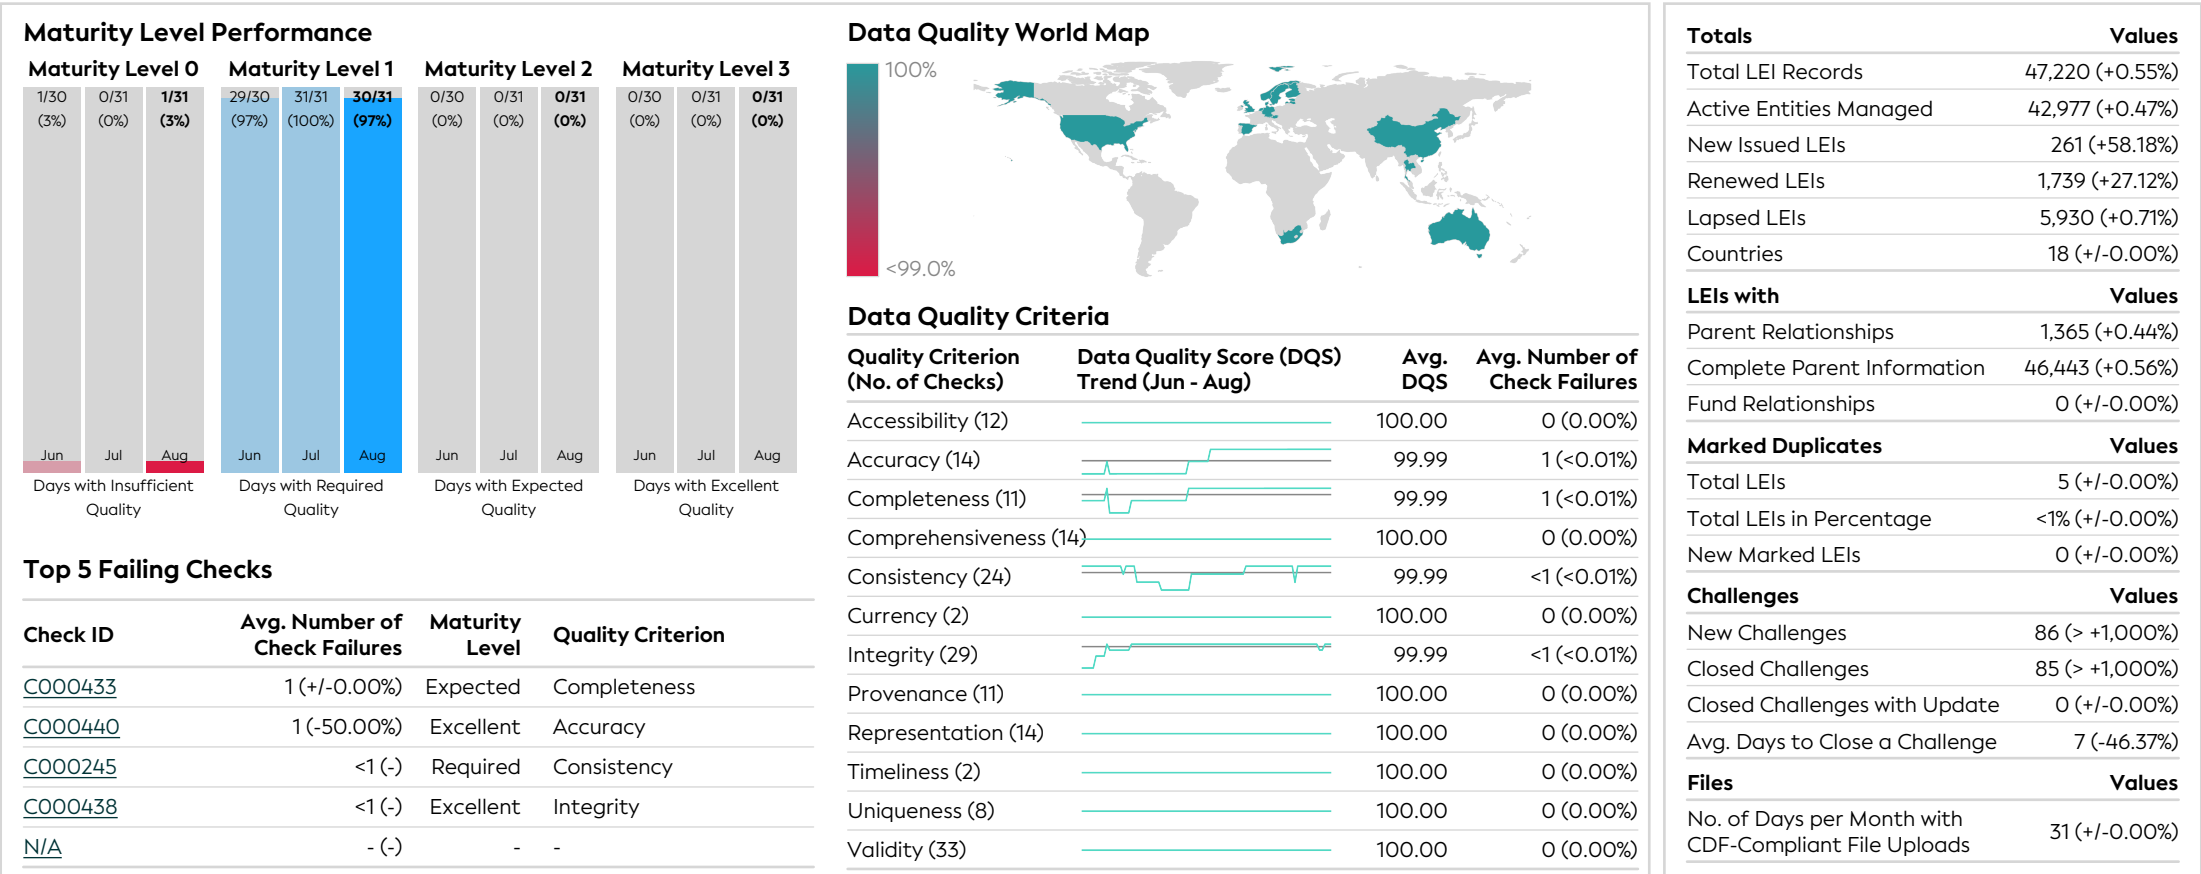 Maturity Level Performance
Maturity Level 0 Maturity Level 1 Maturity Level 2 Maturity Level 3
1/30 0/31 1/31 29/30 31/31 30/31 0/30 0/31 0/31 0/30 0/31 0/31
(3%) (0%) (3%) (97%) (100%) (97%) (0%) (0%) (0%) (0%) (0%) (0%)
Jun Jul Aug Jun Jul Aug Jun Jul Aug Jun Jul Aug
Days with Insufficient Days with Required Days with Expected Days with Excellent
Quality Quality Quality Quality
Top 5 Failing Checks
Avg. Number of Maturity
Check ID Check Failures Level Quality Criterion
C000433 1 (+/-0.00%) Expected Completeness
C000440 1 (-50.00%) Excellent Accuracy
C000245 <1 (-) Required Consistency
C000438 <1 (-) Excellent Integrity
N/A - (-) - -
Data Quality World Map
100%
<99.0%
Data Quality Criteria
Quality Criterion Data Quality Score (DQS) Avg. Avg. Number of
(No. of Checks) Trend (Jun - Aug) DQS Check Failures
Accessibility (12) 100.00 0 (0.00%)
Accuracy (14) 99.99 1 (<0.01%)
Completeness (11) 99.99 1 (<0.01%)
Comprehensiveness (14) 100.00 0 (0.00%)
Consistency (24) 99.99 <1 (<0.01%)
Currency (2) 100.00 0 (0.00%)
Integrity (29) 99.99 <1 (<0.01%)
Provenance (11) 100.00 0 (0.00%)
Representation (14) 100.00 0 (0.00%)
Timeliness (2) 100.00 0 (0.00%)
Uniqueness (8) 100.00 0 (0.00%)
Validity (33) 100.00 0 (0.00%)
Totals Values
Total LEI Records 47,220 (+0.55%)
Active Entities Managed 42,977 (+0.47%)
New Issued LEIs 261 (+58.18%)
Renewed LEIs 1,739 (+27.12%)
Lapsed LEIs 5,930 (+0.71%)
Countries 18 (+/-0.00%)
LEIs with Values
Parent Relationships 1,365 (+0.44%)
Complete Parent Information 46,443 (+0.56%)
Fund Relationships 0 (+/-0.00%)
Marked Duplicates Values
Total LEIs 5 (+/-0.00%)
Total LEIs in Percentage <1% (+/-0.00%)
New Marked LEIs 0 (+/-0.00%)
Challenges Values
New Challenges 86 (> +1,000%)
Closed Challenges 85 (> +1,000%)
Closed Challenges with Update 0 (+/-0.00%)
Avg. Days to Close a Challenge 7 (-46.37%)
Files Values
No. of Days per Month with
CDF-Compliant File Uploads 31 (+/-0.00%)